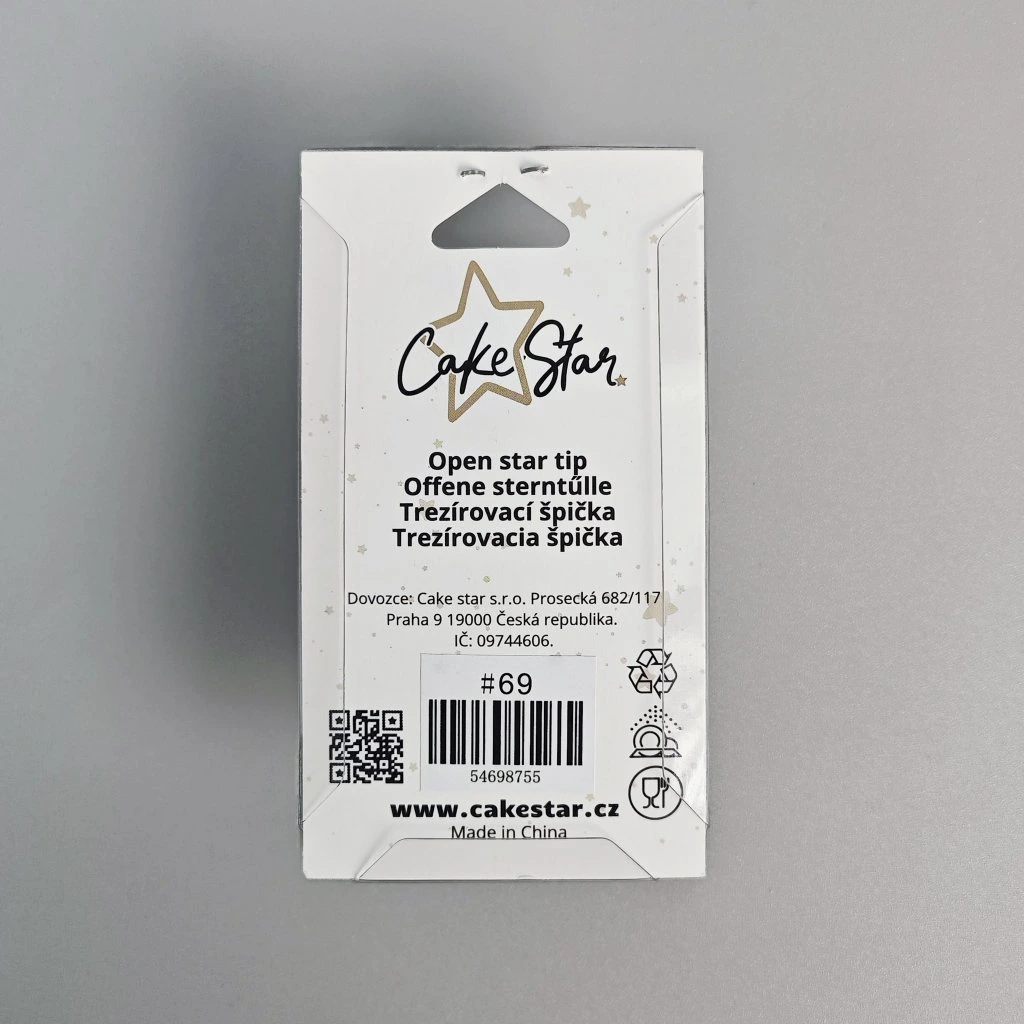 Cake Star
Open star tip
Offene sterntűlle
Trezírovací špička
Trezírovacia špička
Dovozce: Cake star s.r.o. Prosecká 682/117
Praha 9 19000 Česká republika.
IČ: 09744606.
#69
54698755
www.cakestar.cz
Made in China